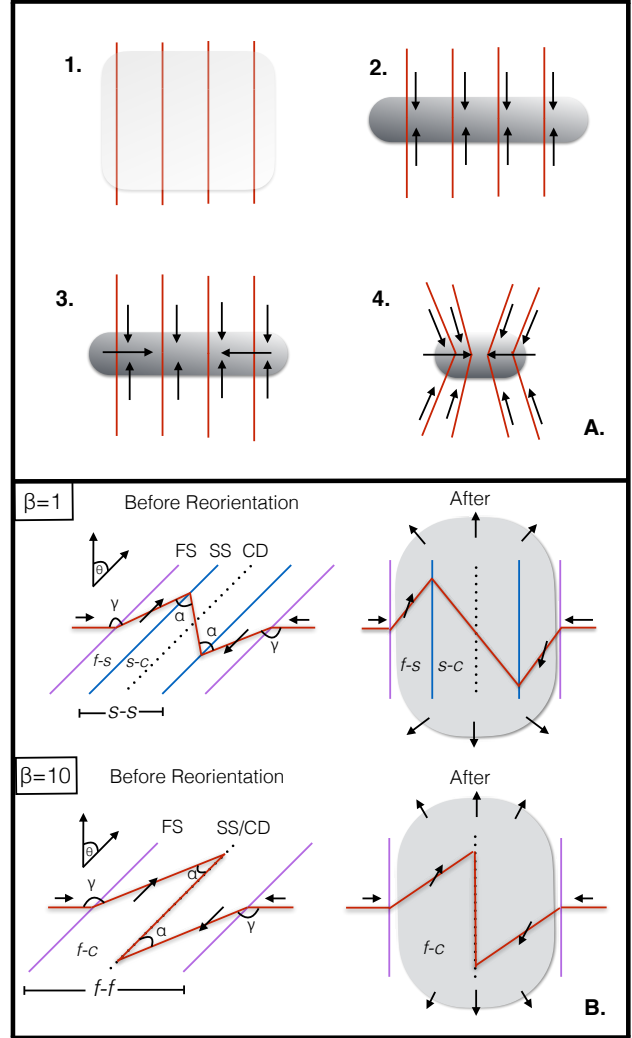 1.
2.
3.
4.
A.
β=1
Before Reorientation
After
FS SS CD
θ
γ
α
α
γ
f-s s-c
s-s
f-s s-c
β=10
Before Reorientation
After
FS SS/CD
θ
γ
α
α
γ
f-c
f-f
f-c
B.